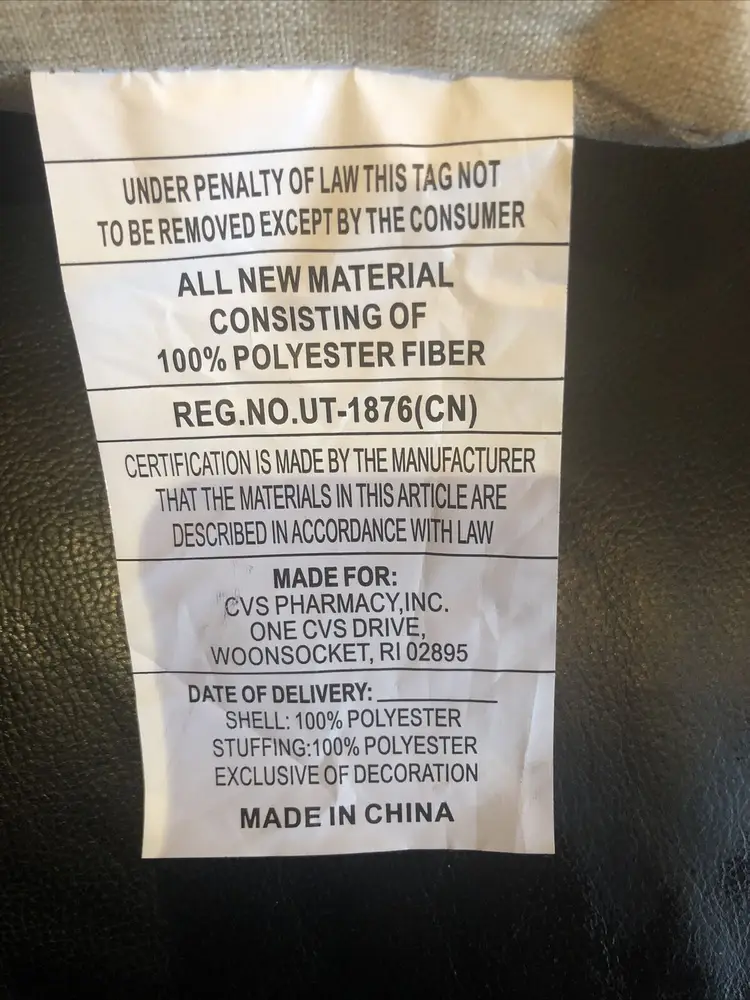 UNDER PENALTY OF LAW THIS TAG NOT
TO BE REMOVED EXCEPT BY THE CONSUMER
ALL NEW MATERIAL
CONSISTING OF
100% POLYESTER FIBER
REG.NO.UT-1876(CN)
CERTIFICATION IS MADE BY THE MANUFACTURER
THAT THE MATERIALS IN THIS ARTICLE ARE
DESCRIBED IN ACCORDANCE WITH LAW
MADE FOR:
CVS PHARMACY,INC.
ONE CVS DRIVE,
WOONSOCKET, RI 02895
DATE OF DELIVERY:
SHELL: 100% POLYESTER
STUFFING:100% POLYESTER
EXCLUSIVE OF DECORATION
MADE IN CHINA